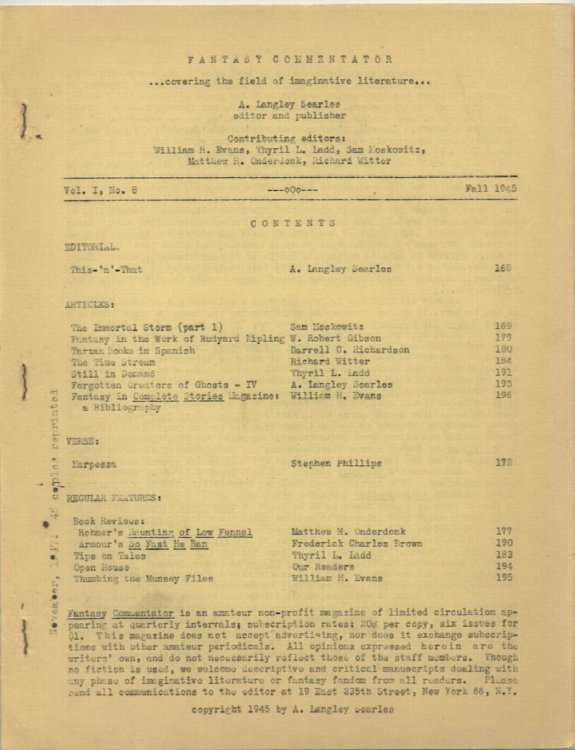 FANTASY COMMENTATOR
...covering the field of imaginative literature...
A. Langley Searles
editor and publisher
Contributing editors:
William H. Evans, Thyril L. Ladd, Sam Moskowitz,
Matthew H. Onderdonk, Richard Witter
Vol. I, No. 8 ---oOo--- Fall 1945
CONTENTS
EDITORIAL.
This-'n'-That A. Langley Searles 168
ARTICLES:
The Immortal Storm (part 1) Sam Moskowitz 169
Fantasy in the Work of Rudyard Kipling W. Robert Gibson 179
Tarzan Books in Spanish Darrell C. Richardson 180
The Time Stream Richard Witter 184
Still in Demand Thyril L. Ladd 191
Forgotten Creators of Ghosts - IV A. Langley Searles 193
Fantasy in Complete Stories Magazine: William H. Evans 196
a Bibliography
VERSE:
Marpessa Stephen Phillips 178
REGULAR FEATURES:
Book Reviews:
Rohmer's Haunting of Low Fennel Matthew H. Onderdonk 177
Armour's So Fast He Ran Frederick Charles Brown 190
Tips on Tales Thyril L. Ladd 183
Open House Our Readers 194
Thumbing the Munsey Files William H. Evans 195
Fantasy Commentator is an amateur non-profit magazine of limited circulation ap-
pearing at quarterly intervals; subscription rates: 20¢ per copy, six issues for
$1. This magazine does not accept advertising, nor does it exchange subscrip-
tions with other amateur periodicals. All opinions expressed herein are the
writers' own, and do not necessarily reflect those of the staff members. Though
no fiction is used, we welcome descriptive and critical manuscripts dealing with
any phase of imaginative literature or fantasy fandom from all readers. Please
send all communications to the editor at 19 East 235th Street, New York 66, N.Y.
copyright 1945 by A. Langley Searles
November, copies reprinted